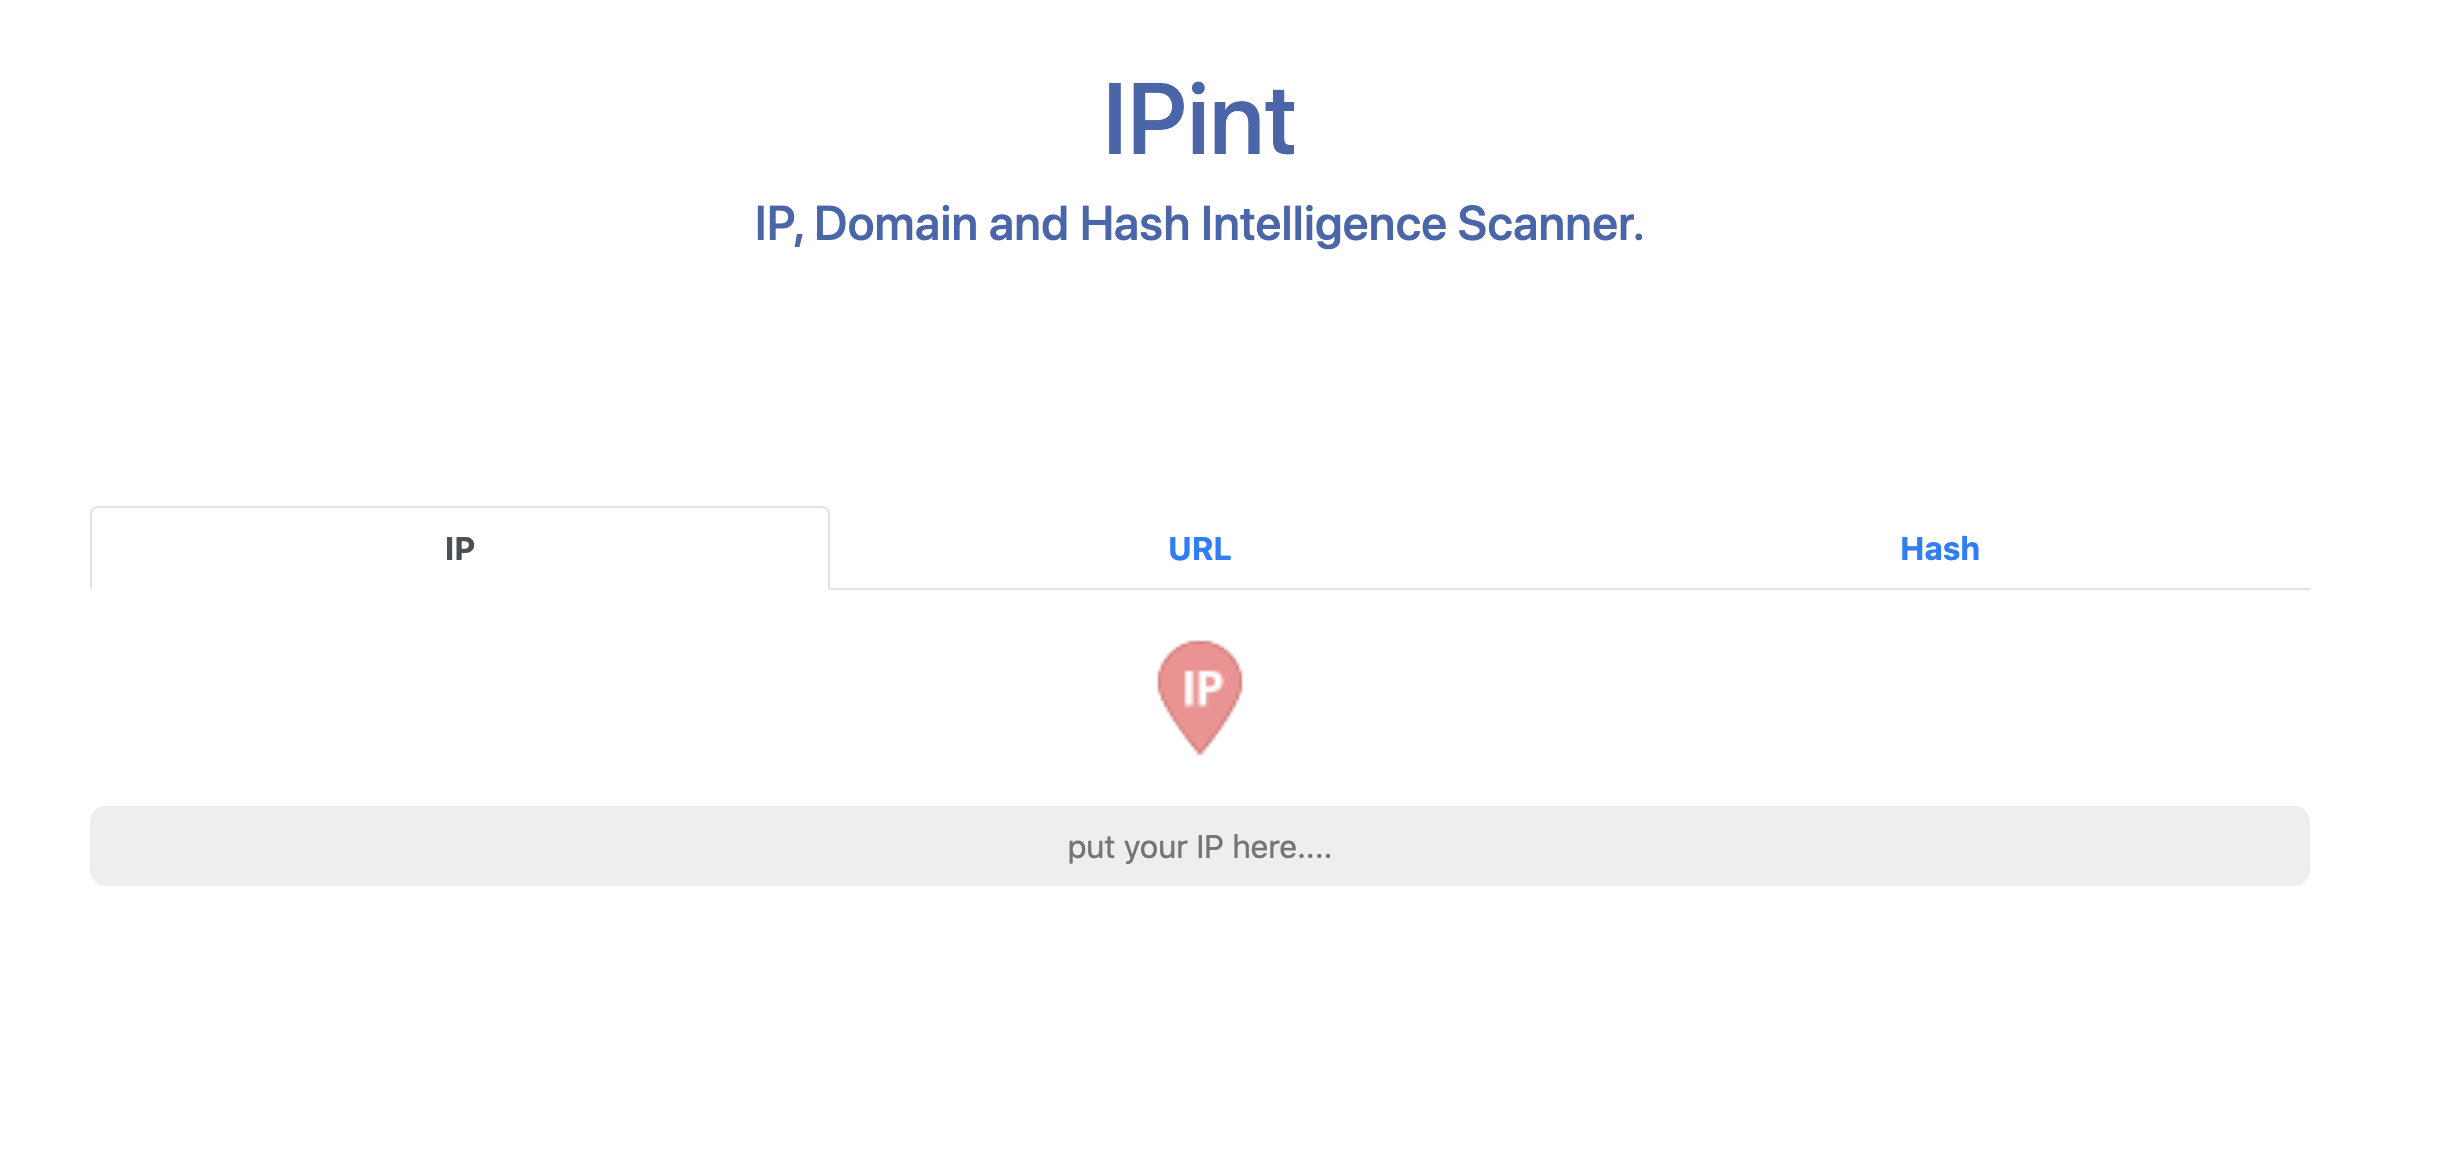 IPint
IP, Domain and Hash Intelligence Scanner.
IP URL Hash
IP
put your IP here....